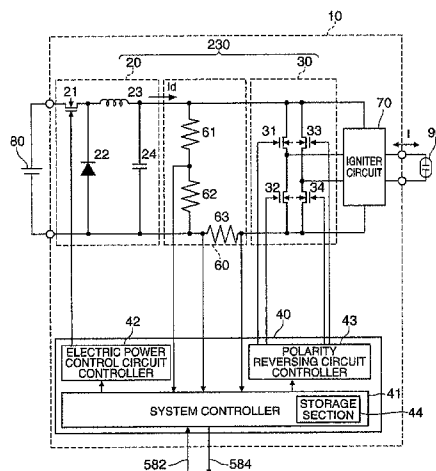 10
230
20
30
21
23
Id
70
31
33
61
I
9
80
22
24
IGNITER
CIRCUIT
62
32
34
63
60
42
40
43
ELECTRIC POWER
CONTROL CIRCUIT
CONTROLLER
POLARITY
REVERSING CIRCUIT
CONTROLLER
41
SYSTEM CONTROLLER
STORAGE
SECTION
44
582
584